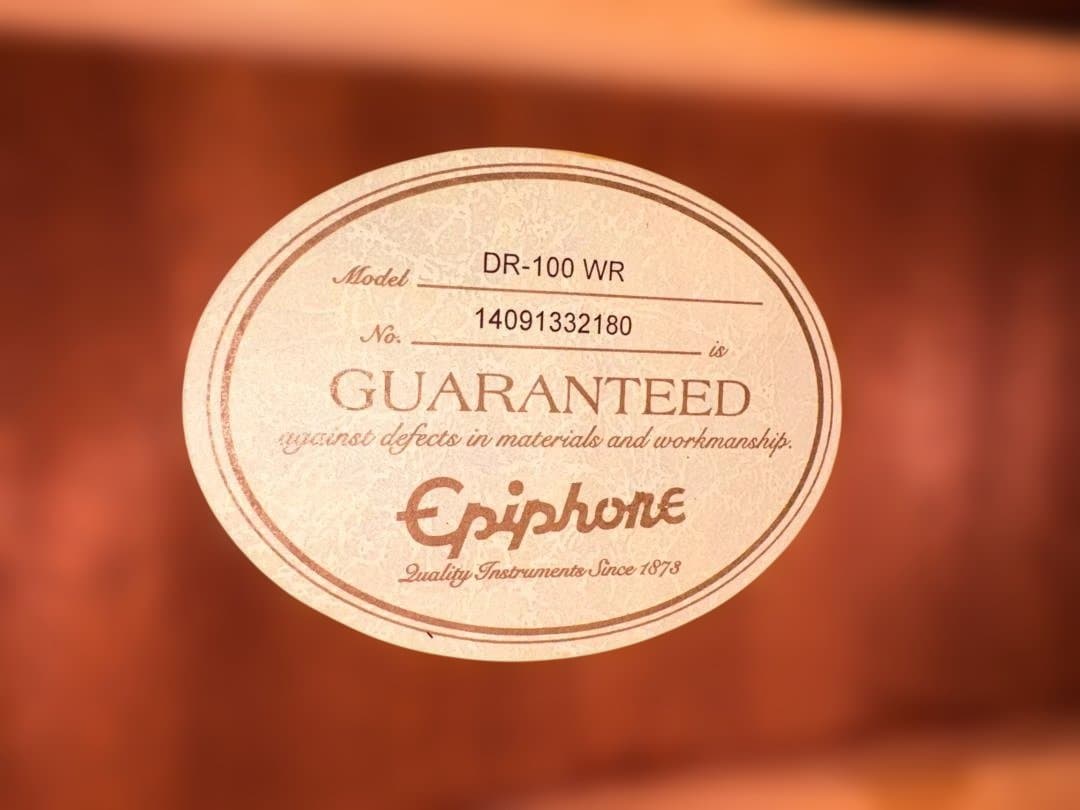 Model DR-100 WR
No. 14091332180 is
GUARANTEED
against defects in materials and workmanship.
Epiphone
Quality Instruments Since 1873